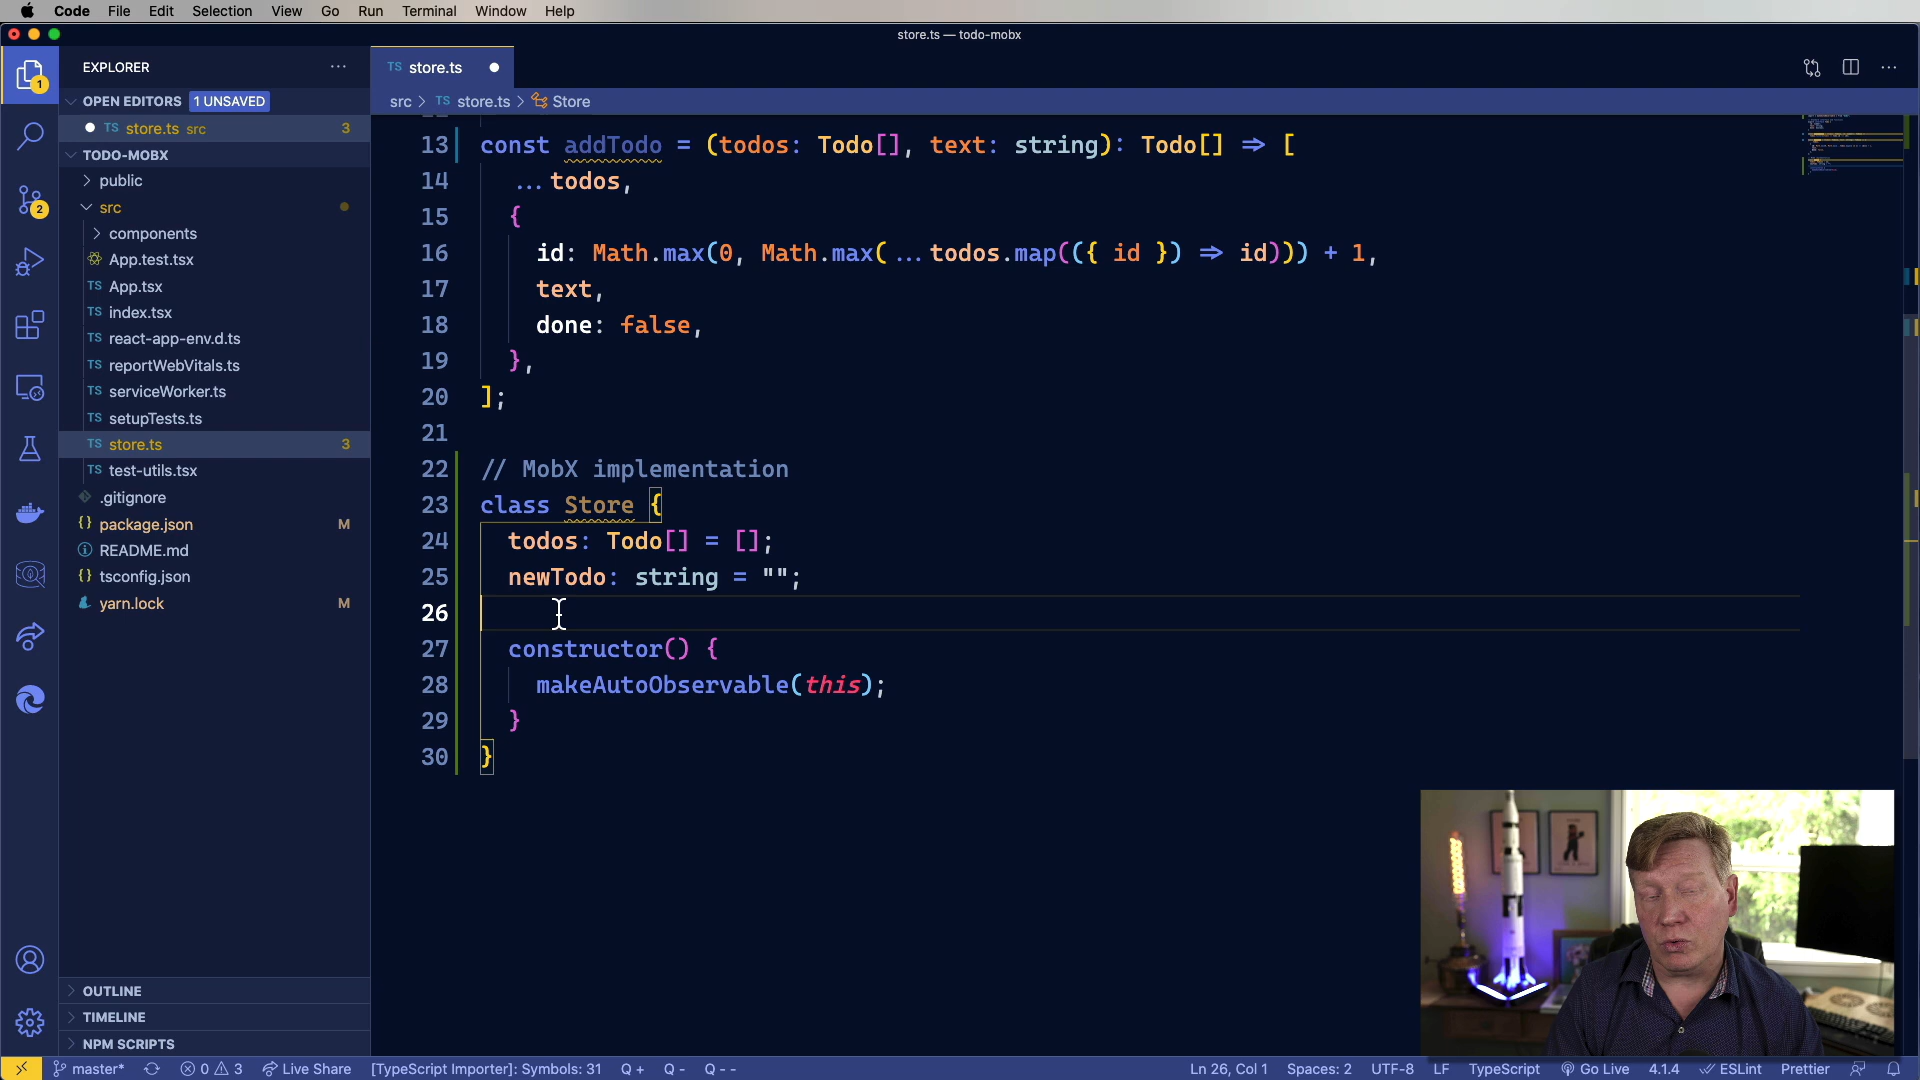 Code File Edit Selection View Go Run Terminal Window Help
store.ts — todo-mobx
EXPLORER
OPEN EDITORS 1 UNSAVED
TS store.ts src 3
TODO-MOBX
public
src
components
App.test.tsx
TS App.tsx
TS index.tsx
TS react-app-env.d.ts
TS reportWebVitals.ts
TS serviceWorker.ts
TS setupTests.ts
TS store.ts 3
TS test-utils.tsx
.gitignore
{} package.json M
README.md
{} tsconfig.json
yarn.lock M
OUTLINE
TIMELINE
NPM SCRIPTS
1
2
TS store.ts
src > TS store.ts > Store
13 const addTodo = (todos: Todo[], text: string): Todo[] => [
14 ...todos,
15 {
16 id: Math.max(0, Math.max(...todos.map(({ id }) => id))) + 1,
17 text,
18 done: false,
19 },
20 ];
21
22 // MobX implementation
23 class Store {
24 todos: Todo[] = [];
25 newTodo: string = "";
26
27 constructor() {
28 makeAutoObservable(this);
29 }
30 }
master* 0 3 Live Share [TypeScript Importer]: Symbols: 31 Q + Q - Q - - Ln 26, Col 1 Spaces: 2 UTF-8 LF TypeScript Go Live 4.1.4 ESLint Prettier